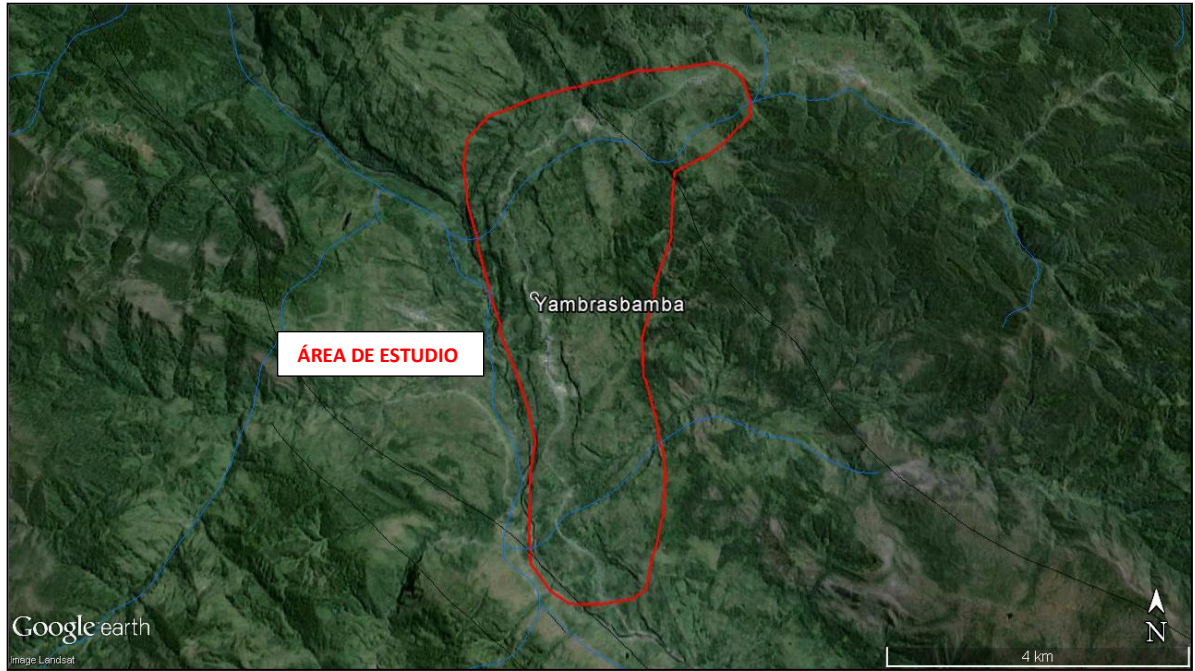 Yambrasbamba
ÁREA DE ESTUDIO
Google earth
Image Landsat
N
4 km